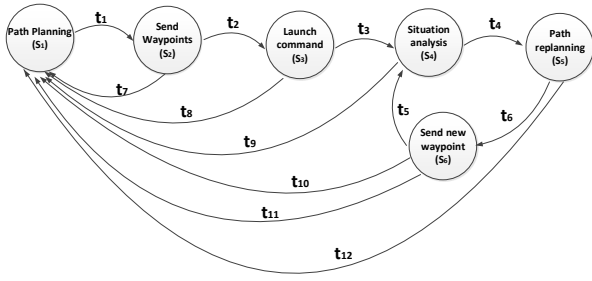 t1
t2
t3
t4
Path Planning
(S1)
Send
Waypoints
(S2)
Launch
command
(S3)
Situation
analysis
(S4)
Path
replanning
(S5)
t7
t8
t9
t5
t6
Send new
waypoint
(S6)
t10
t11
t12